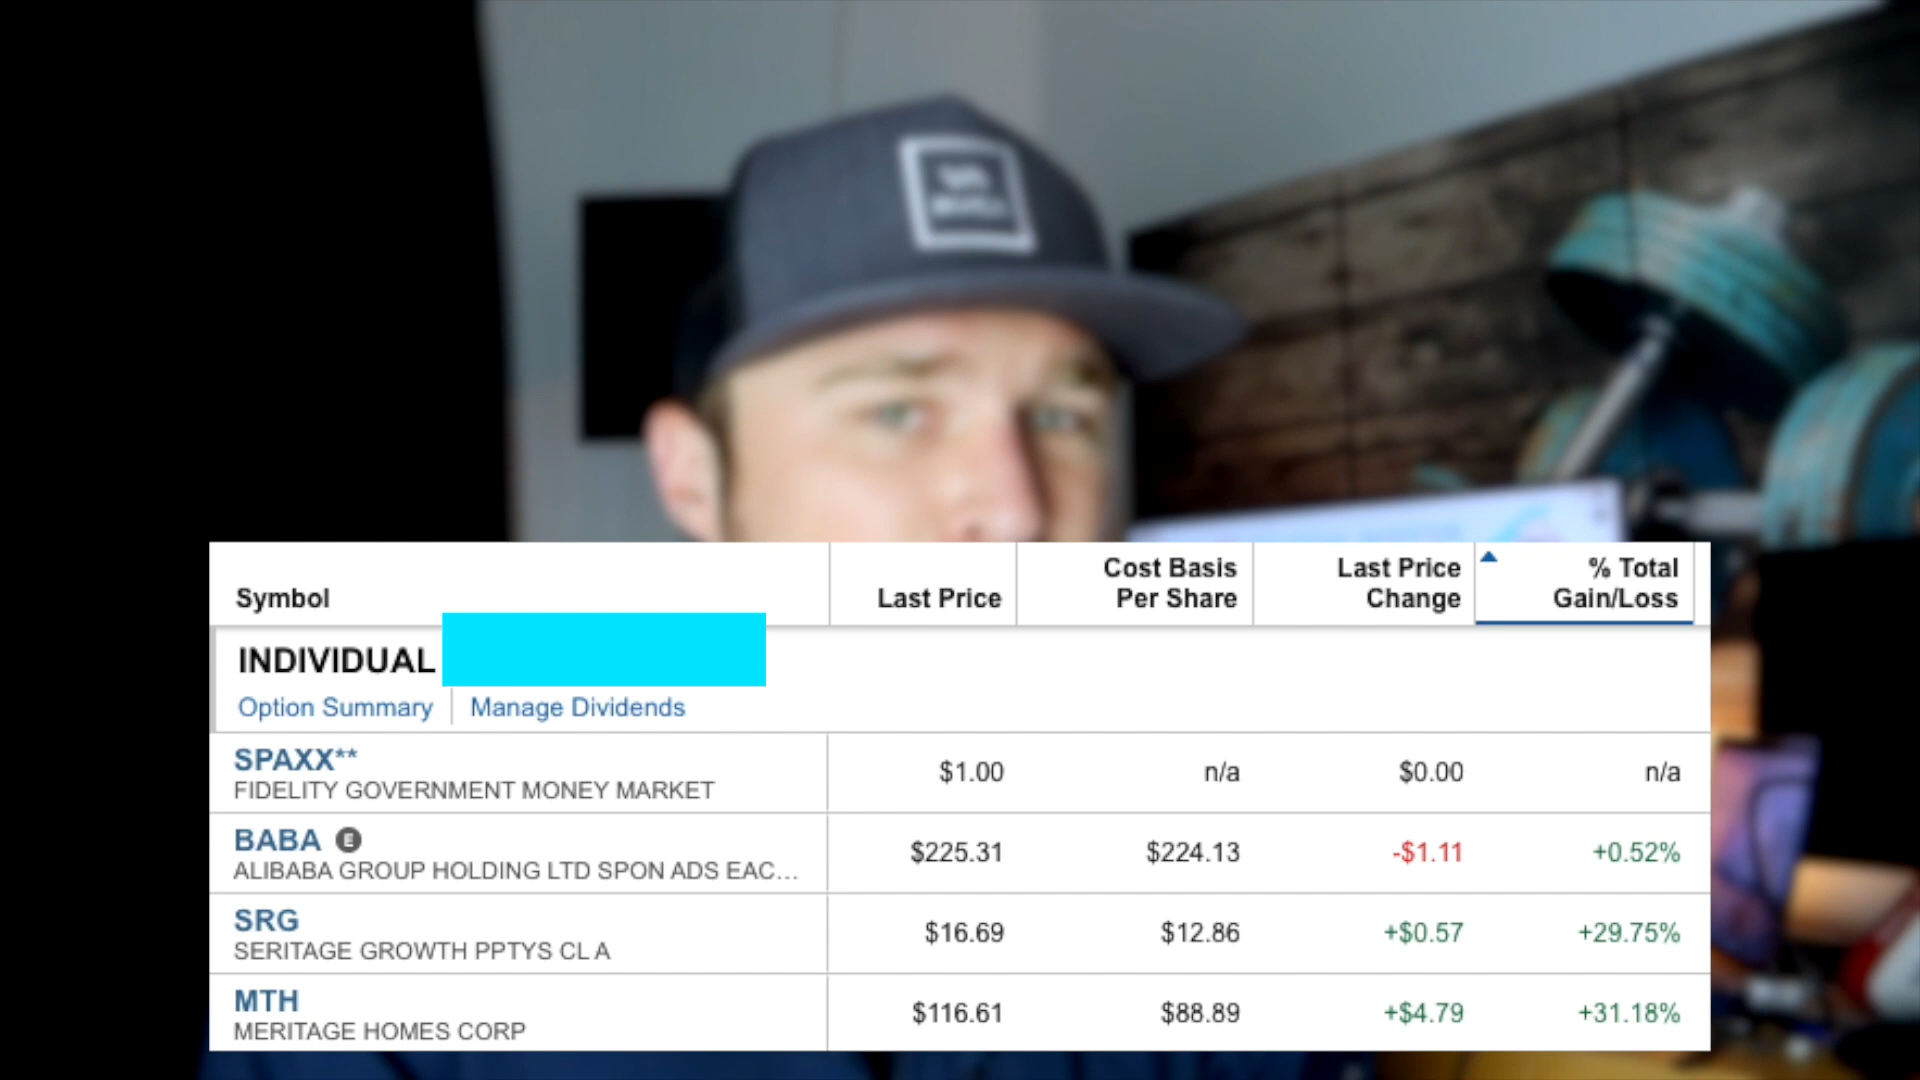 Symbol
Last Price
Cost Basis
Per Share
Last Price
Change
% Total
Gain/Loss
INDIVIDUAL
Option Summary
Manage Dividends
SPAXX**
FIDELITY GOVERNMENT MONEY MARKET
$1.00
n/a
$0.00
n/a
BABA E
ALIBABA GROUP HOLDING LTD SPON ADS EAC...
$225.31
$224.13
-$1.11
+0.52%
SRG
SERITAGE GROWTH PPTYS CL A
$16.69
$12.86
+$0.57
+29.75%
MTH
MERITAGE HOMES CORP
$116.61
$88.89
+$4.79
+31.18%